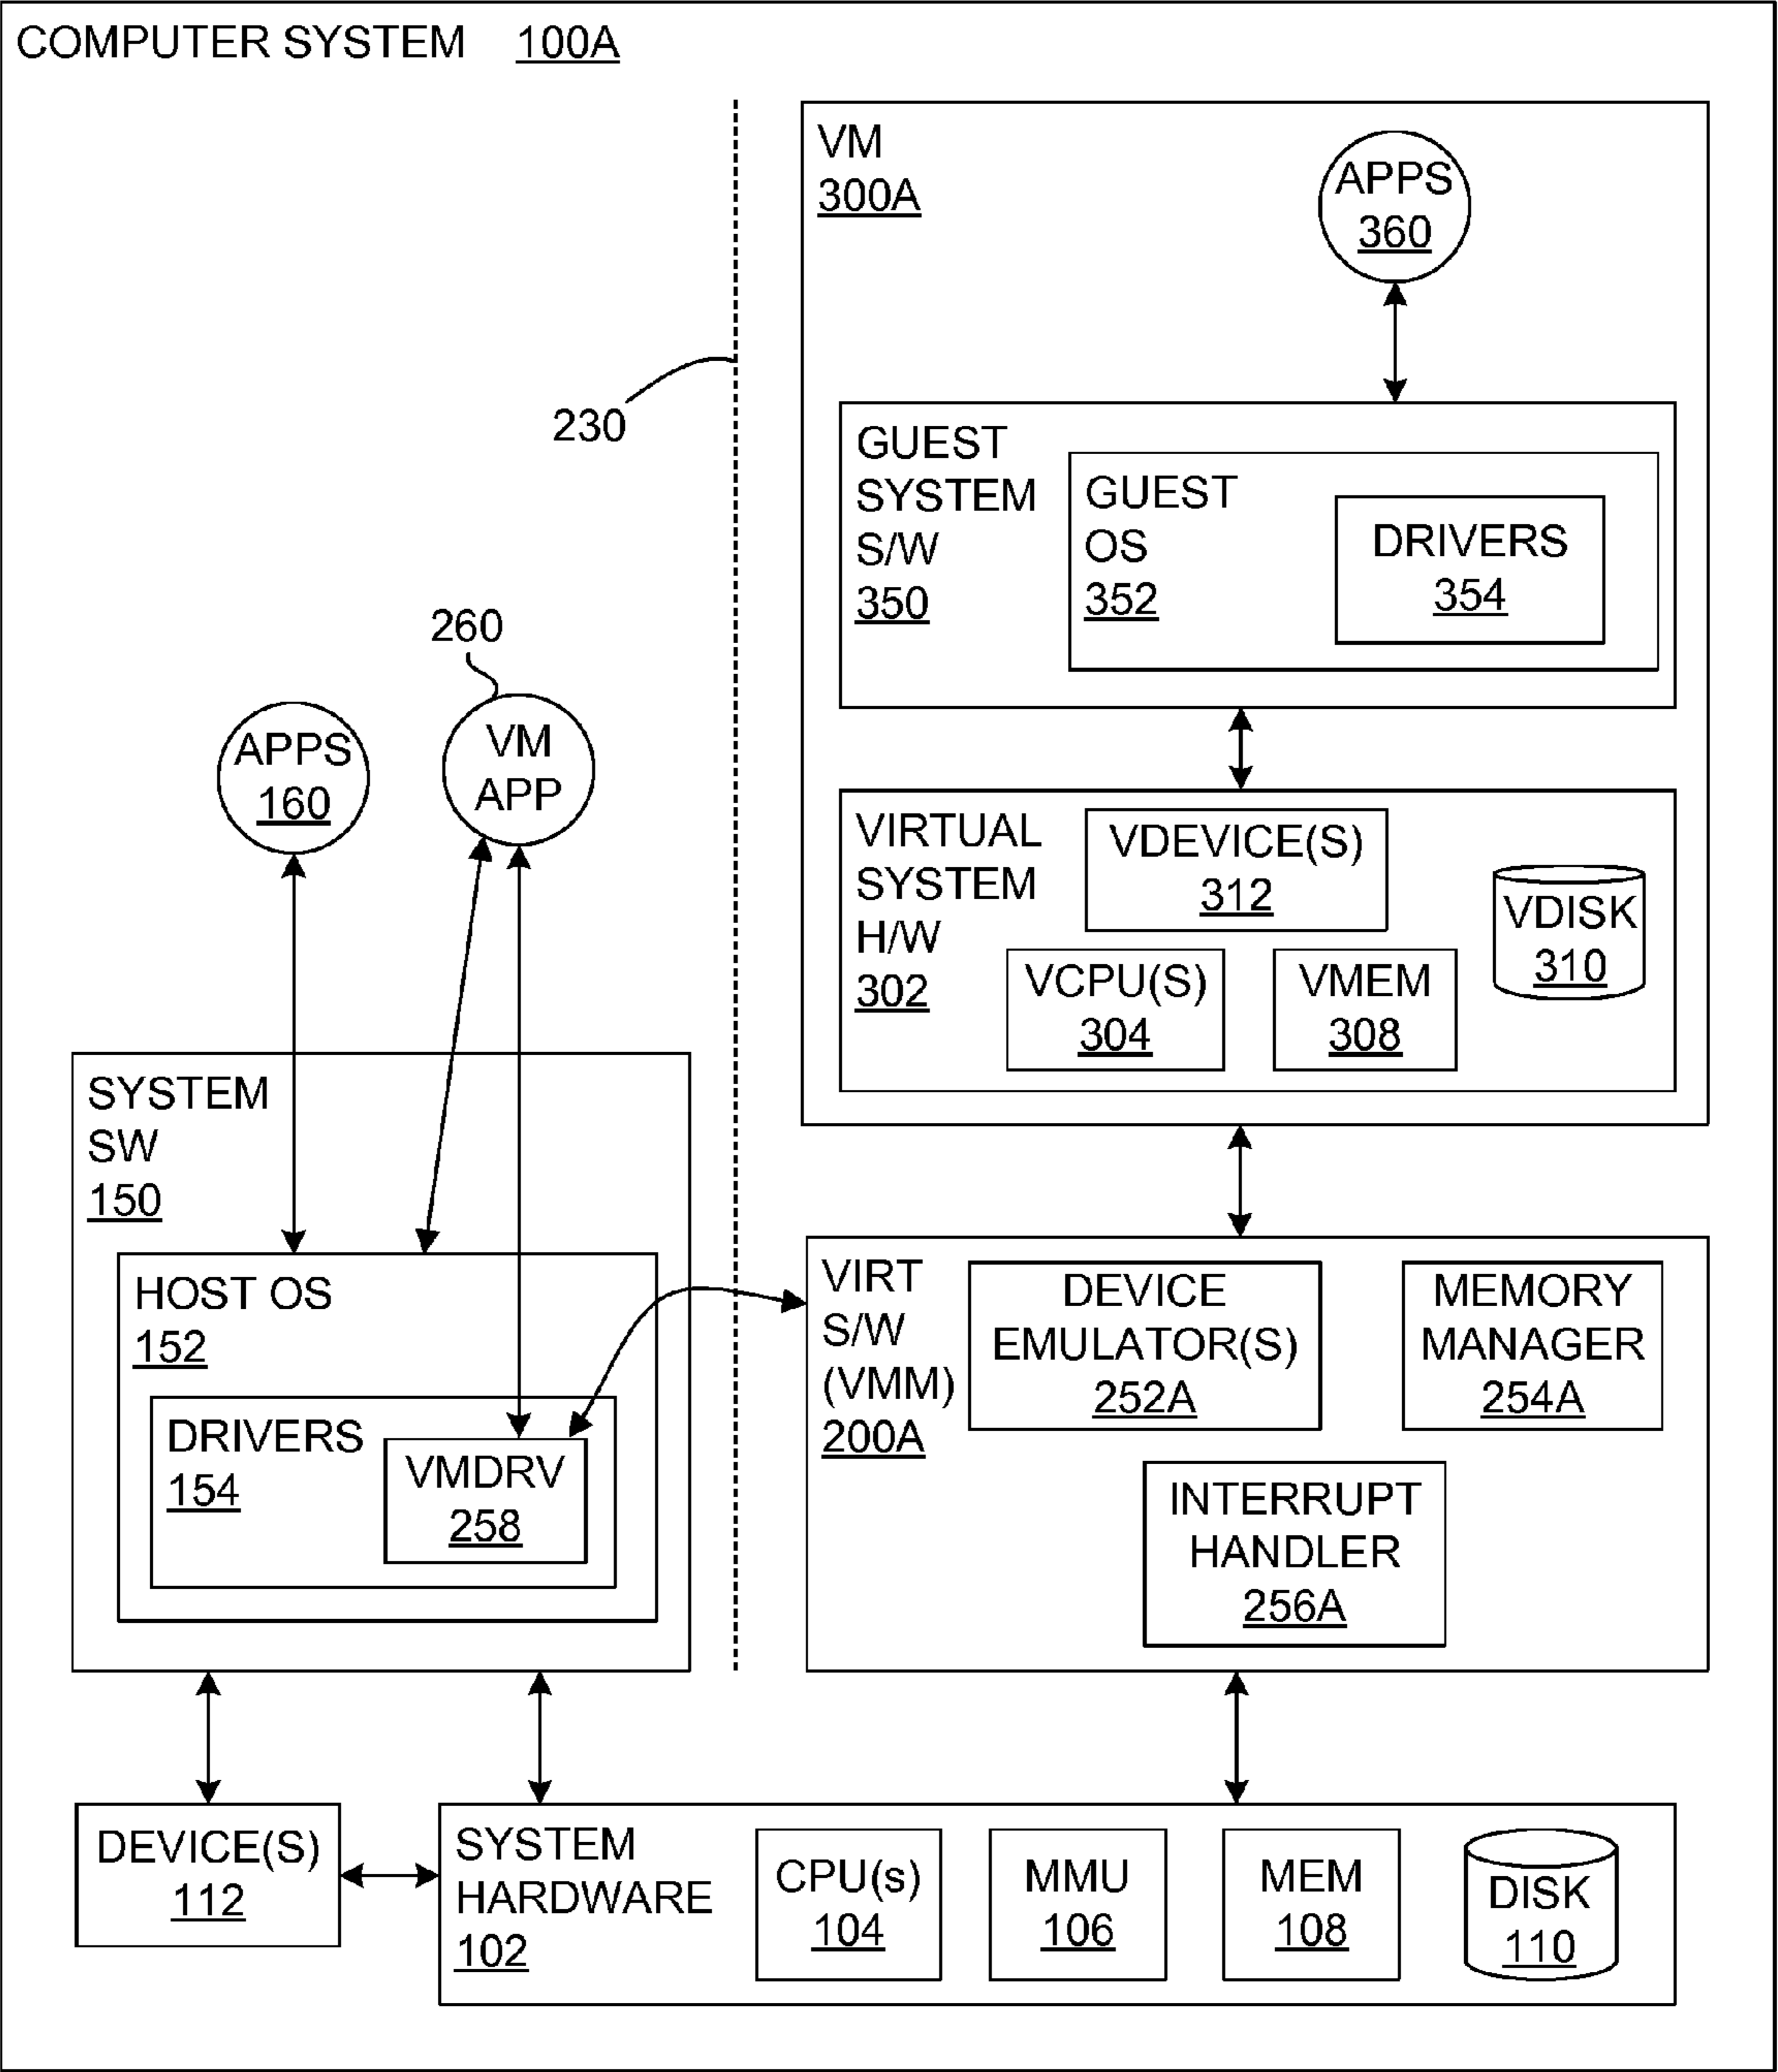 COMPUTER SYSTEM 100A
VM
300A
APPS
360
230
GUEST
SYSTEM
S/W
350
GUEST
OS
352
DRIVERS
354
260
APPS
160
VM
APP
VIRTUAL
SYSTEM
H/W
302
VDEVICE(S)
312
VCPU(S)
304
VMEM
308
VDISK
310
SYSTEM
SW
150
HOST OS
152
DRIVERS
154
VMDRV
258
VIRT
S/W
(VMM)
200A
DEVICE
EMULATOR(S)
252A
MEMORY
MANAGER
254A
INTERRUPT
HANDLER
256A
DEVICE(S)
112
SYSTEM
HARDWARE
102
CPU(s)
104
MMU
106
MEM
108
DISK
110